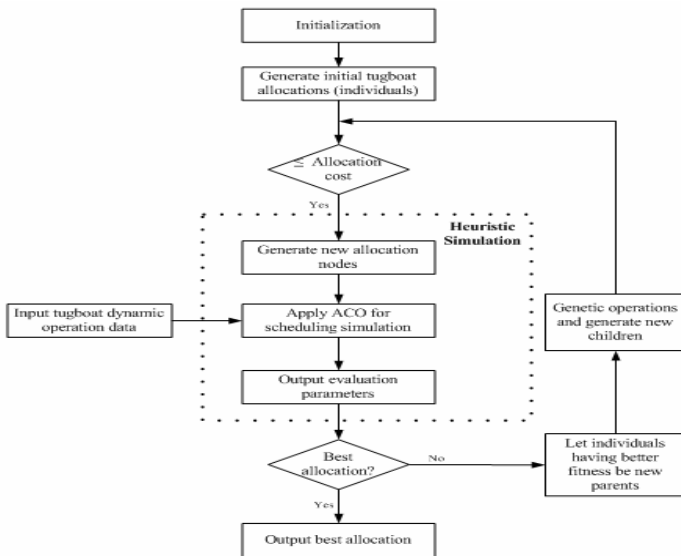 Initialization
Generate initial tugboat
allocations (individuals)
≤ Allocation
cost
Yes
Heuristic
Simulation
Generate new allocation
nodes
Input tugboat dynamic
operation data
Apply ACO for
scheduling simulation
Genetic operations
and generate new
children
Output evaluation
parameters
Best
allocation?
No
Let individuals
having better
fitness be new
parents
Yes
Output best allocation